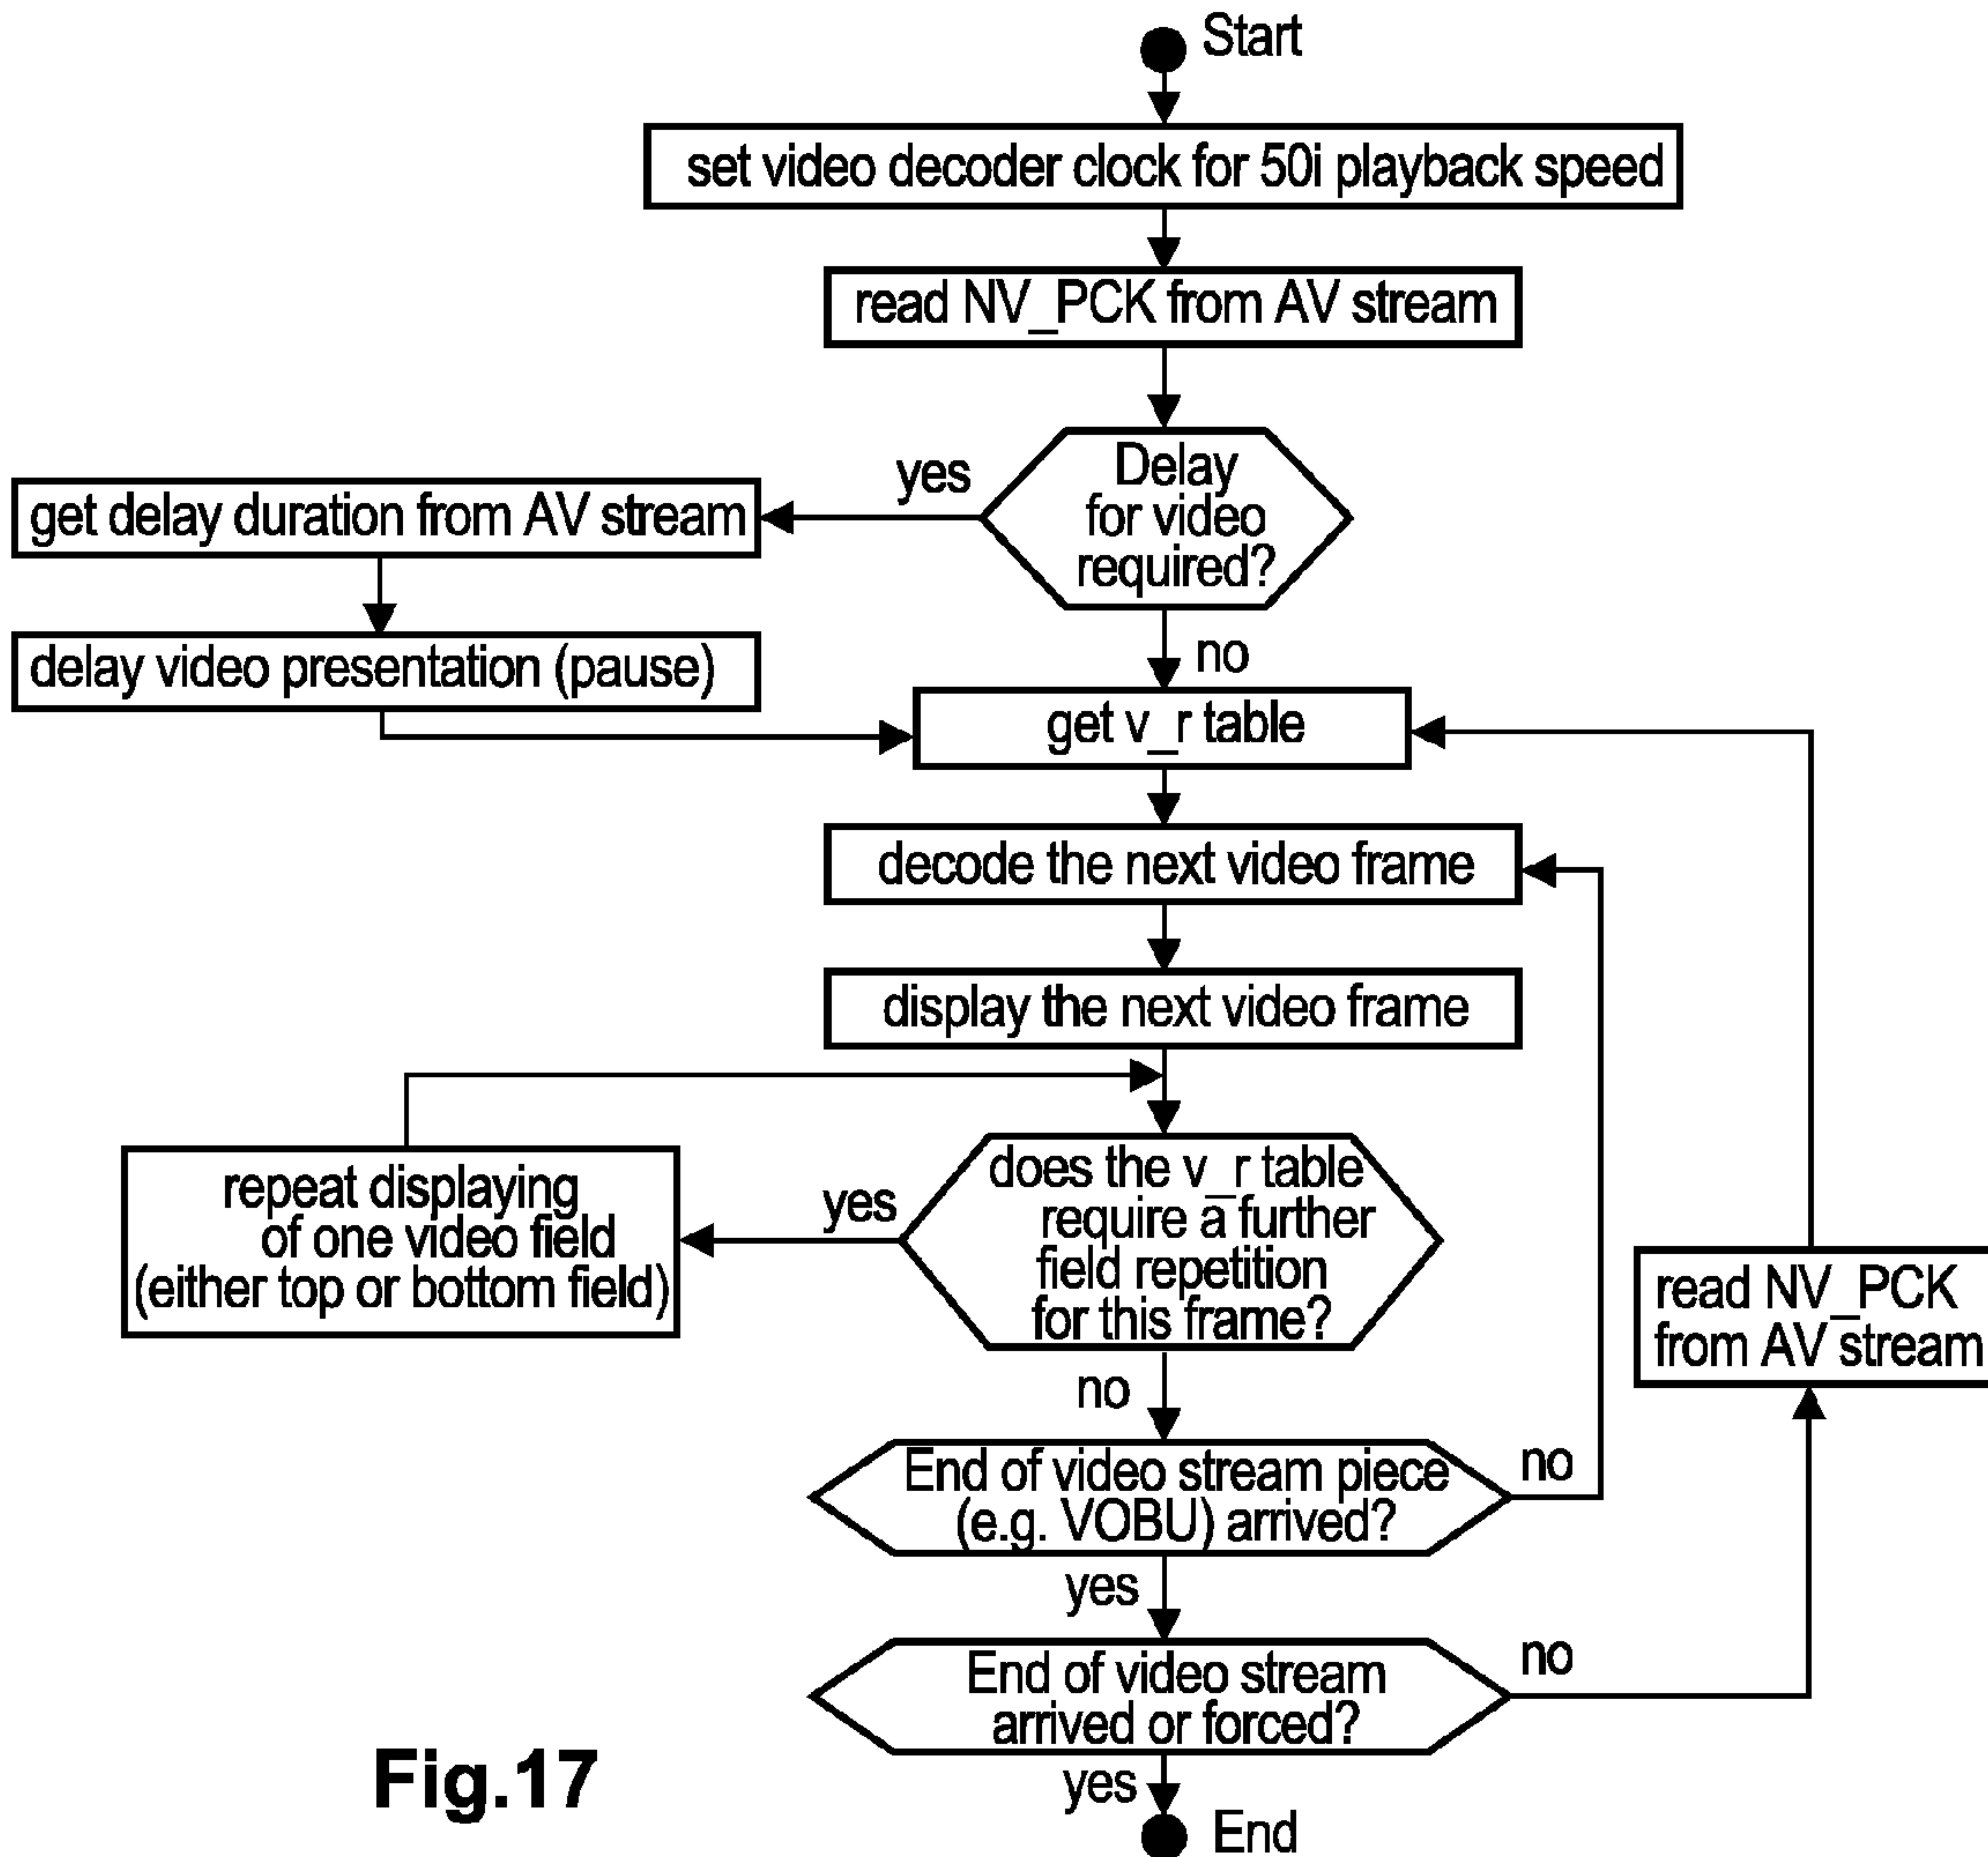 Start
set video decoder clock for 50i playback speed
read NV_PCK from AV stream
Delay
for video
required?
yes
get delay duration from AV stream
delay video presentation (pause)
no
get v_r table
decode the next video frame
display the next video frame
does the v_r table
require a further
field repetition
for this frame?
yes
repeat displaying
of one video field
(either top or bottom field)
read NV_PCK
from AV stream
no
End of video stream piece
(e.g. VOBU) arrived?
no
yes
End of video stream
arrived or forced?
no
yes
End
Fig.17